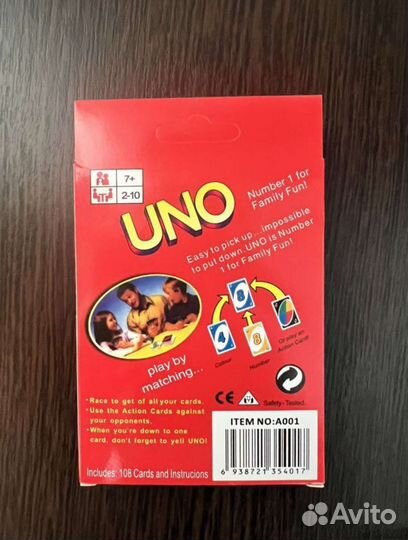 7+
2-10
UNO
Number 1 for
Family Fun!
Easy to pick up...impossible
to put down.UNO is Number
1 for Family Fun!
8
4
8
play by
matching...
Colour
Number
Or play an
Action Card!
CE
Safety-Tested.
• Race to get of all your cards.
• Use the Action Cards against
your opponents.
• When you're down to one
card, don't forget to yell UNO!
Includes: 108 Cards and Instrucions
ITEM NO:A001
6 938721 354017
Avito